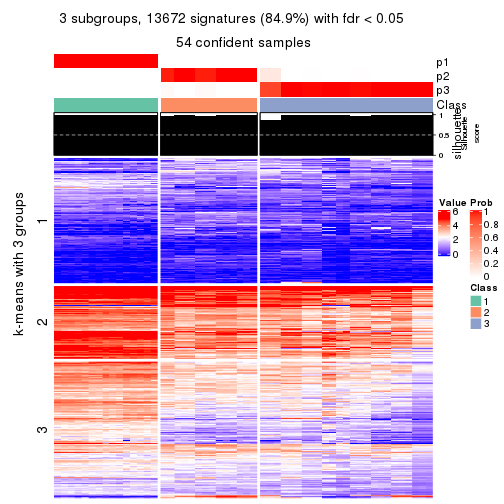 3 subgroups, 13672 signatures (84.9%) with fdr < 0.05
54 confident samples
p1
p2
p3
Class
1
0.5
0
silhouette
Silhouette
score
k-means with 3 groups
1
2
3
Value
6
4
2
0
Prob
1
0.8
0.6
0.4
0.2
0
Class
1
2
3